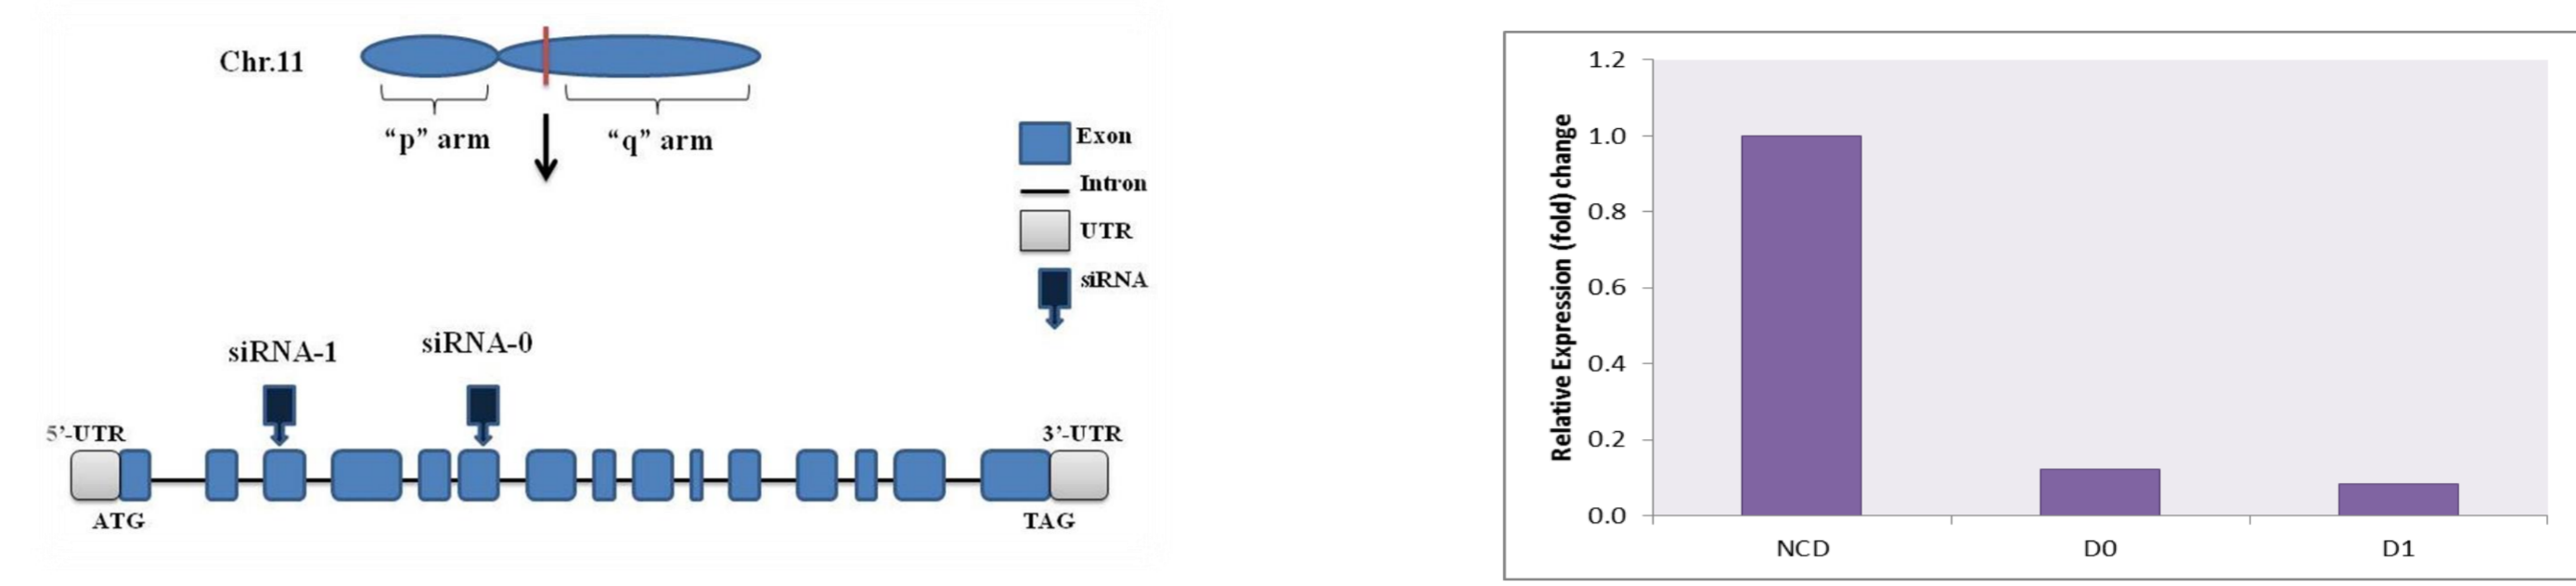 Chr.11
“p” arm
“q” arm
Exon
Intron
UTR
siRNA
siRNA-1
siRNA-0
5’-UTR
3’-UTR
ATG
TAG
Relative Expression (fold) change
1.2
1.0
0.8
0.6
0.4
0.2
0.0
NCD
D0
D1